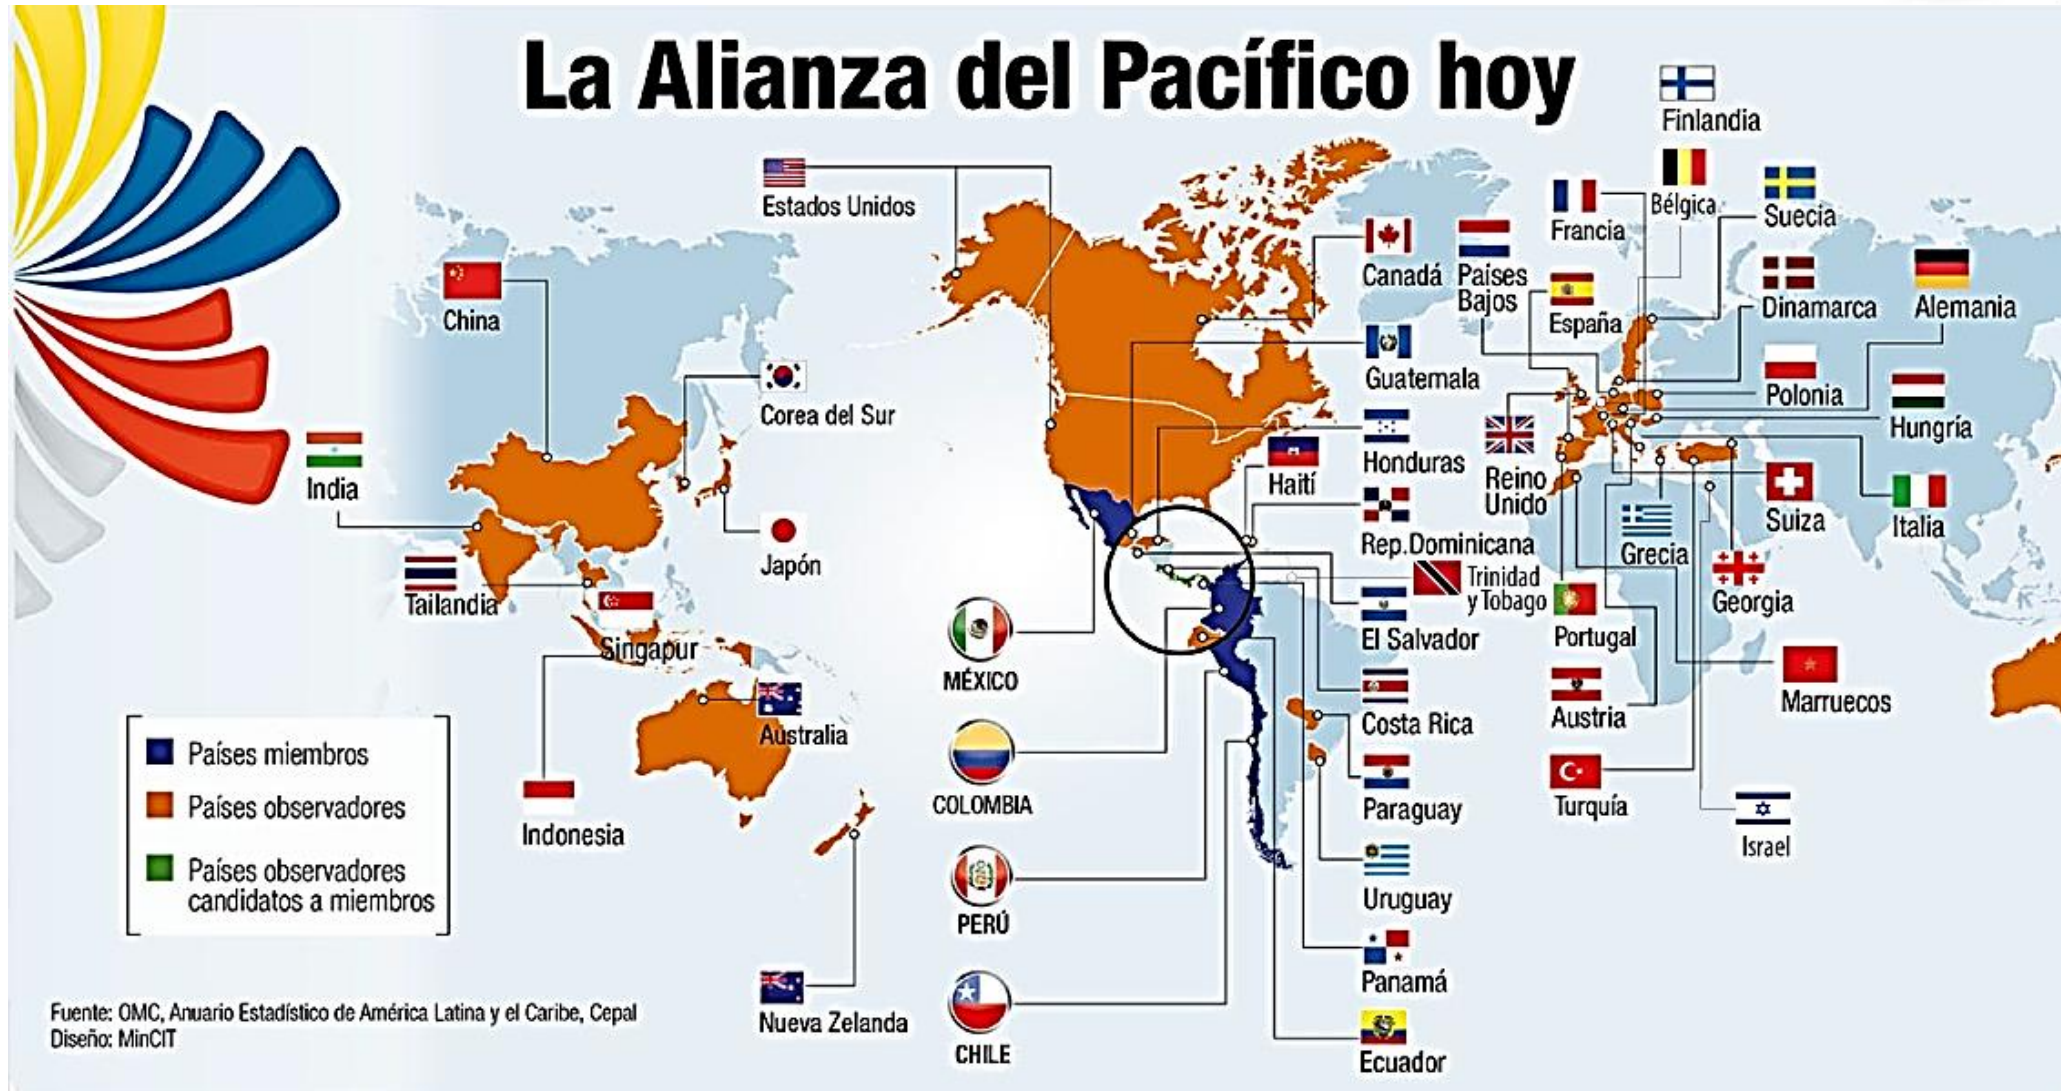 La Alianza del Pacífico hoy
Finlandia
Estados Unidos
Francia
Bélgica
Suecia
China
Canadá
Países
Bajos
España
Dinamarca
Alemania
Corea del Sur
Guatemala
Polonia
Hungría
India
Honduras
Haití
Reino
Unido
Suiza
Italia
Japón
Rep.Dominicana
Grecia
Tailandia
Trinidad
y Tobago
Georgia
Singapur
El Salvador
Portugal
MÉXICO
Costa Rica
Austria
Marruecos
Australia
Países miembros
Países observadores
Países observadores
candidatos a miembros
COLOMBIA
Paraguay
Turquía
Indonesia
Israel
PERÚ
Uruguay
Panamá
Nueva Zelanda
CHILE
Ecuador
Fuente: OMC, Anuario Estadístico de América Latina y el Caribe, Cepal
Diseño: MinCIT